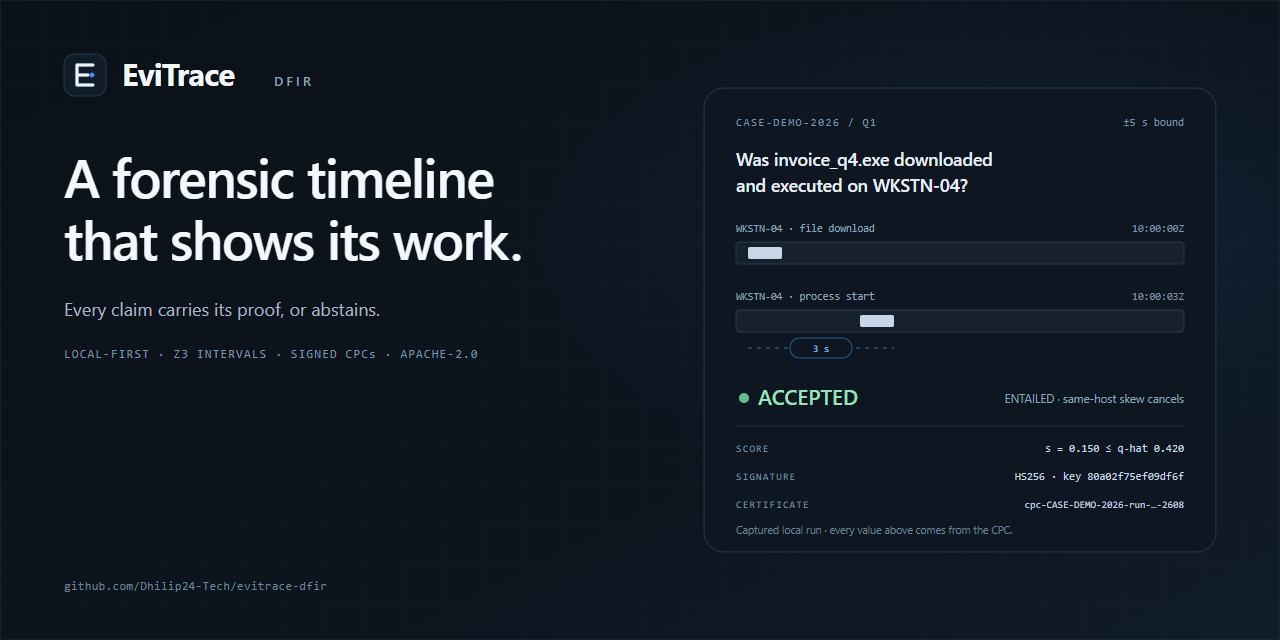 EviTrace DFIR
A forensic timeline
that shows its work.
Every claim carries its proof, or abstains.
LOCAL-FIRST · Z3 INTERVALS · SIGNED CPCs · APACHE-2.0
github.com/Dhilip24-Tech/evitrace-dfir
CASE-DEMO-2026 / Q1 ±5 s bound
Was invoice_q4.exe downloaded
and executed on WKSTN-04?
WKSTN-04 · file download 10:00:00Z
WKSTN-04 · process start 10:00:03Z
3 s
ACCEPTED ENTAILED · same-host skew cancels
SCORE s = 0.150 ≤ q-hat 0.420
SIGNATURE HS256 · key 80a02f75ef09df6f
CERTIFICATE cpc-CASE-DEMO-2026-run-…-2608
Captured local run · every value above comes from the CPC.